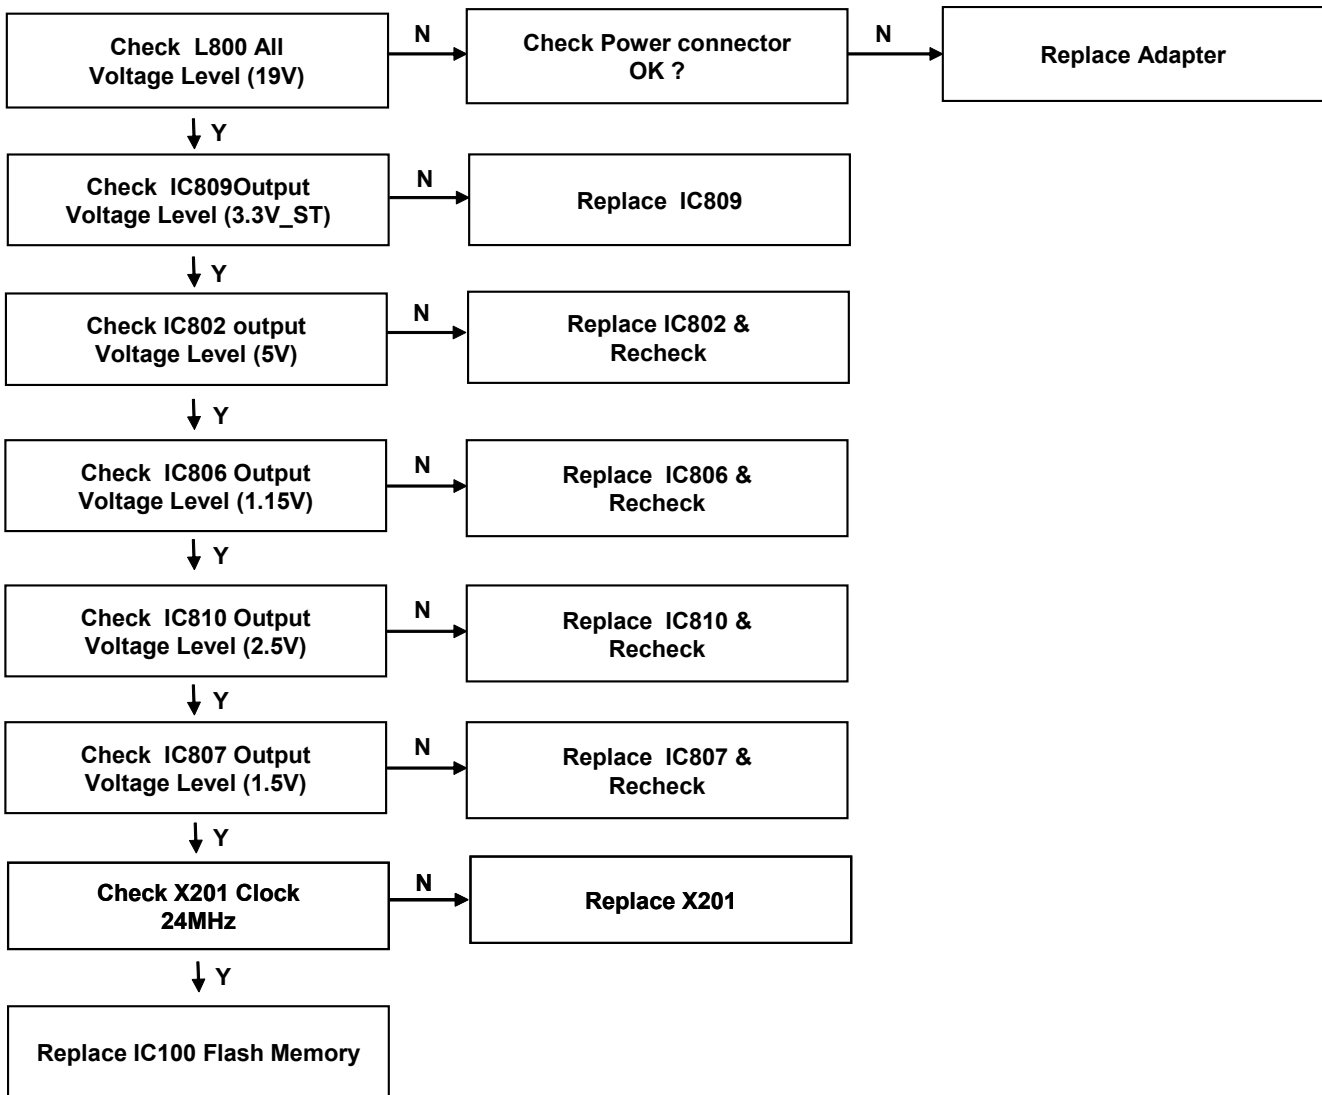 Check L800 All
Voltage Level (19V)
N
Check Power connector
OK ?
N
Replace Adapter
Y
Check IC809Output
Voltage Level (3.3V_ST)
N
Replace IC809
Y
Check IC802 output
Voltage Level (5V)
N
Replace IC802 &
Recheck
Y
Check IC806 Output
Voltage Level (1.15V)
N
Replace IC806 &
Recheck
Y
Check IC810 Output
Voltage Level (2.5V)
N
Replace IC810 &
Recheck
Y
Check IC807 Output
Voltage Level (1.5V)
N
Replace IC807 &
Recheck
Y
Check X201 Clock
24MHz
N
Replace X201
Y
Replace IC100 Flash Memory